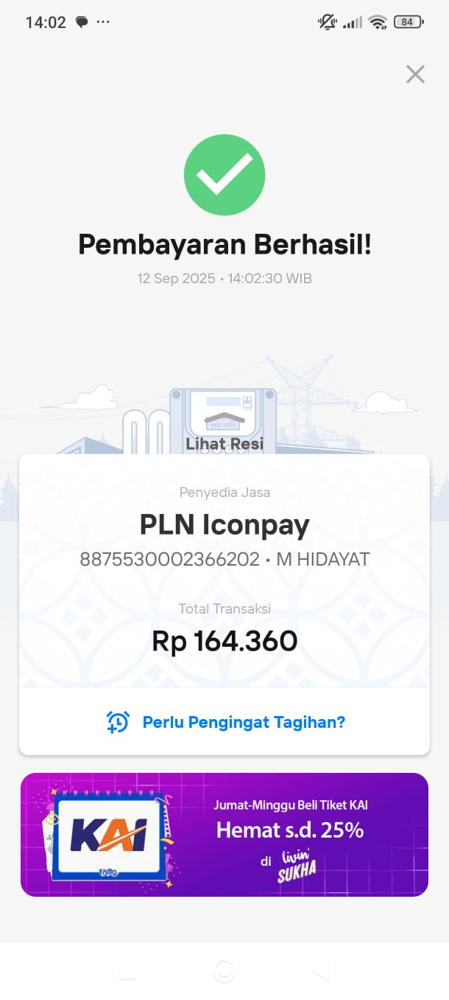 14:02
84
Pembayaran Berhasil!
12 Sep 2025 • 14:02:30 WIB
Lihat Resi
Penyedia Jasa
PLN Iconpay
8875530002366202 • M HIDAYAT
Total Transaksi
Rp 164.360
Perlu Pengingat Tagihan?
KAI
FOMO
Jumat-Minggu Beli Tiket KAI
Hemat s.d. 25%
di livin' SUKHA